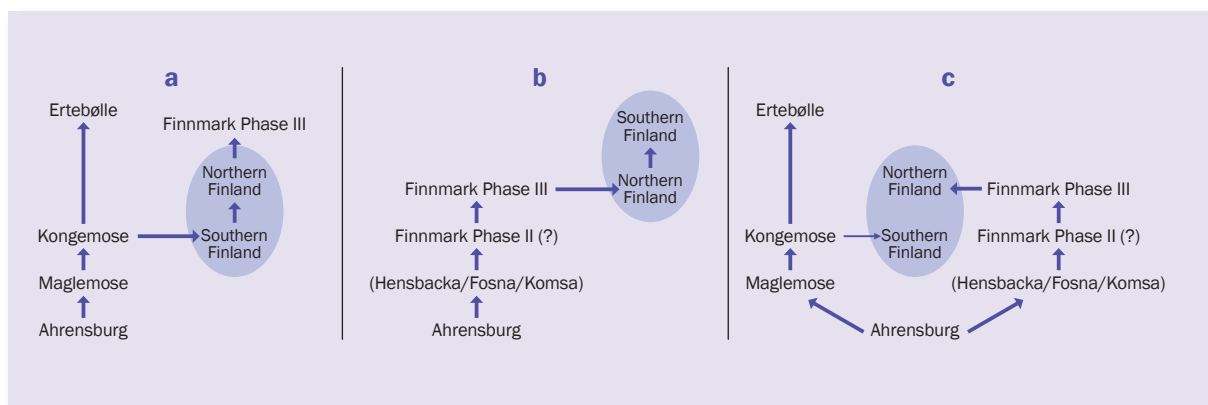 a
Ertebølle
Finnmark Phase III
Northern
Finland
Kongemose
Southern
Finland
Maglemose
Ahrensburg
b
Southern
Finland
Finnmark Phase III
Northern
Finland
Finnmark Phase II (?)
(Hensbacka/Fosna/Komsa)
Ahrensburg
c
Ertebølle
Northern
Finland
Finnmark Phase III
Kongemose
Southern
Finland
Finnmark Phase II (?)
Maglemose
(Hensbacka/Fosna/Komsa)
Ahrensburg